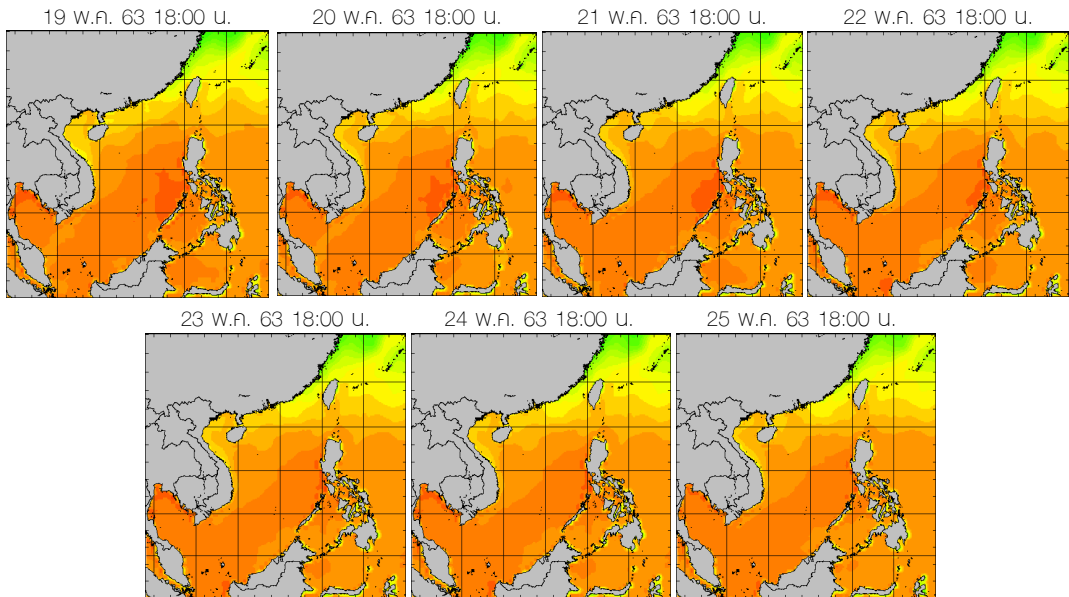 19 พ.ค. 63 18:00 น.
20 พ.ค. 63 18:00 น.
21 พ.ค. 63 18:00 น.
22 พ.ค. 63 18:00 น.
23 พ.ค. 63 18:00 น.
24 พ.ค. 63 18:00 น.
25 พ.ค. 63 18:00 น.